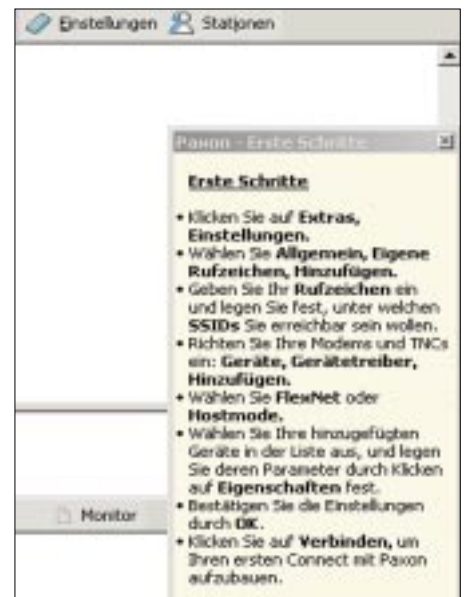 Einstellungen Stationen
Paxon - Erste Schritte
Erste Schritte
• Klicken Sie auf Extras,
Einstellungen.
• Wählen Sie Allgemein, Eigene
Rufzeichen, Hinzufügen.
• Geben Sie Ihr Rufzeichen ein
und legen Sie fest, unter welchen
SSIDs Sie erreichbar sein wollen.
• Richten Sie Ihre Modems und TNCs
ein: Geräte, Gerätetreiber,
Hinzufügen.
• Wählen Sie FlexNet oder
Hostmode.
• Wählen Sie Ihre hinzugefügten
Geräte in der Liste aus, und legen
Sie deren Parameter durch Klicken
auf Eigenschaften fest.
• Bestätigen Sie die Einstellungen
durch OK.
• Klicken Sie auf Verbinden, um
Ihren ersten Connect mit Paxon
aufzubauen.
Monitor